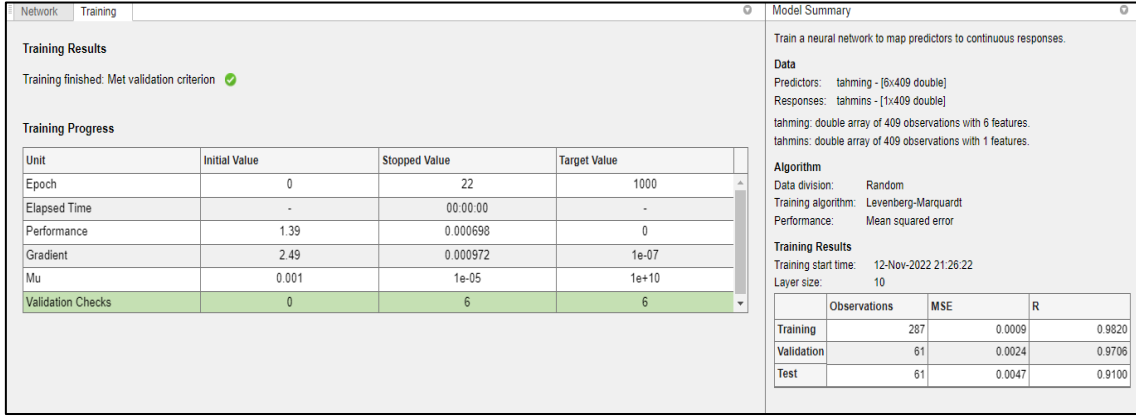 Network Training
Training Results
Training finished: Met validation criterion
Training Progress
Unit Initial Value Stopped Value Target Value
Epoch 0 22 1000
Elapsed Time - 00:00:00 -
Performance 1.39 0.000698 0
Gradient 2.49 0.000972 1e-07
Mu 0.001 1e-05 1e+10
Validation Checks 0 6 6
Model Summary
Train a neural network to map predictors to continuous responses.
Data
Predictors: tahming - [6x409 double]
Responses: tahmins - [1x409 double]
tahming: double array of 409 observations with 6 features.
tahmins: double array of 409 observations with 1 features.
Algorithm
Data division: Random
Training algorithm: Levenberg-Marquardt
Performance: Mean squared error
Training Results
Training start time: 12-Nov-2022 21:26:22
Layer size: 10
Observations MSE R
Training 287 0.0009 0.9820
Validation 61 0.0024 0.9706
Test 61 0.0047 0.9100